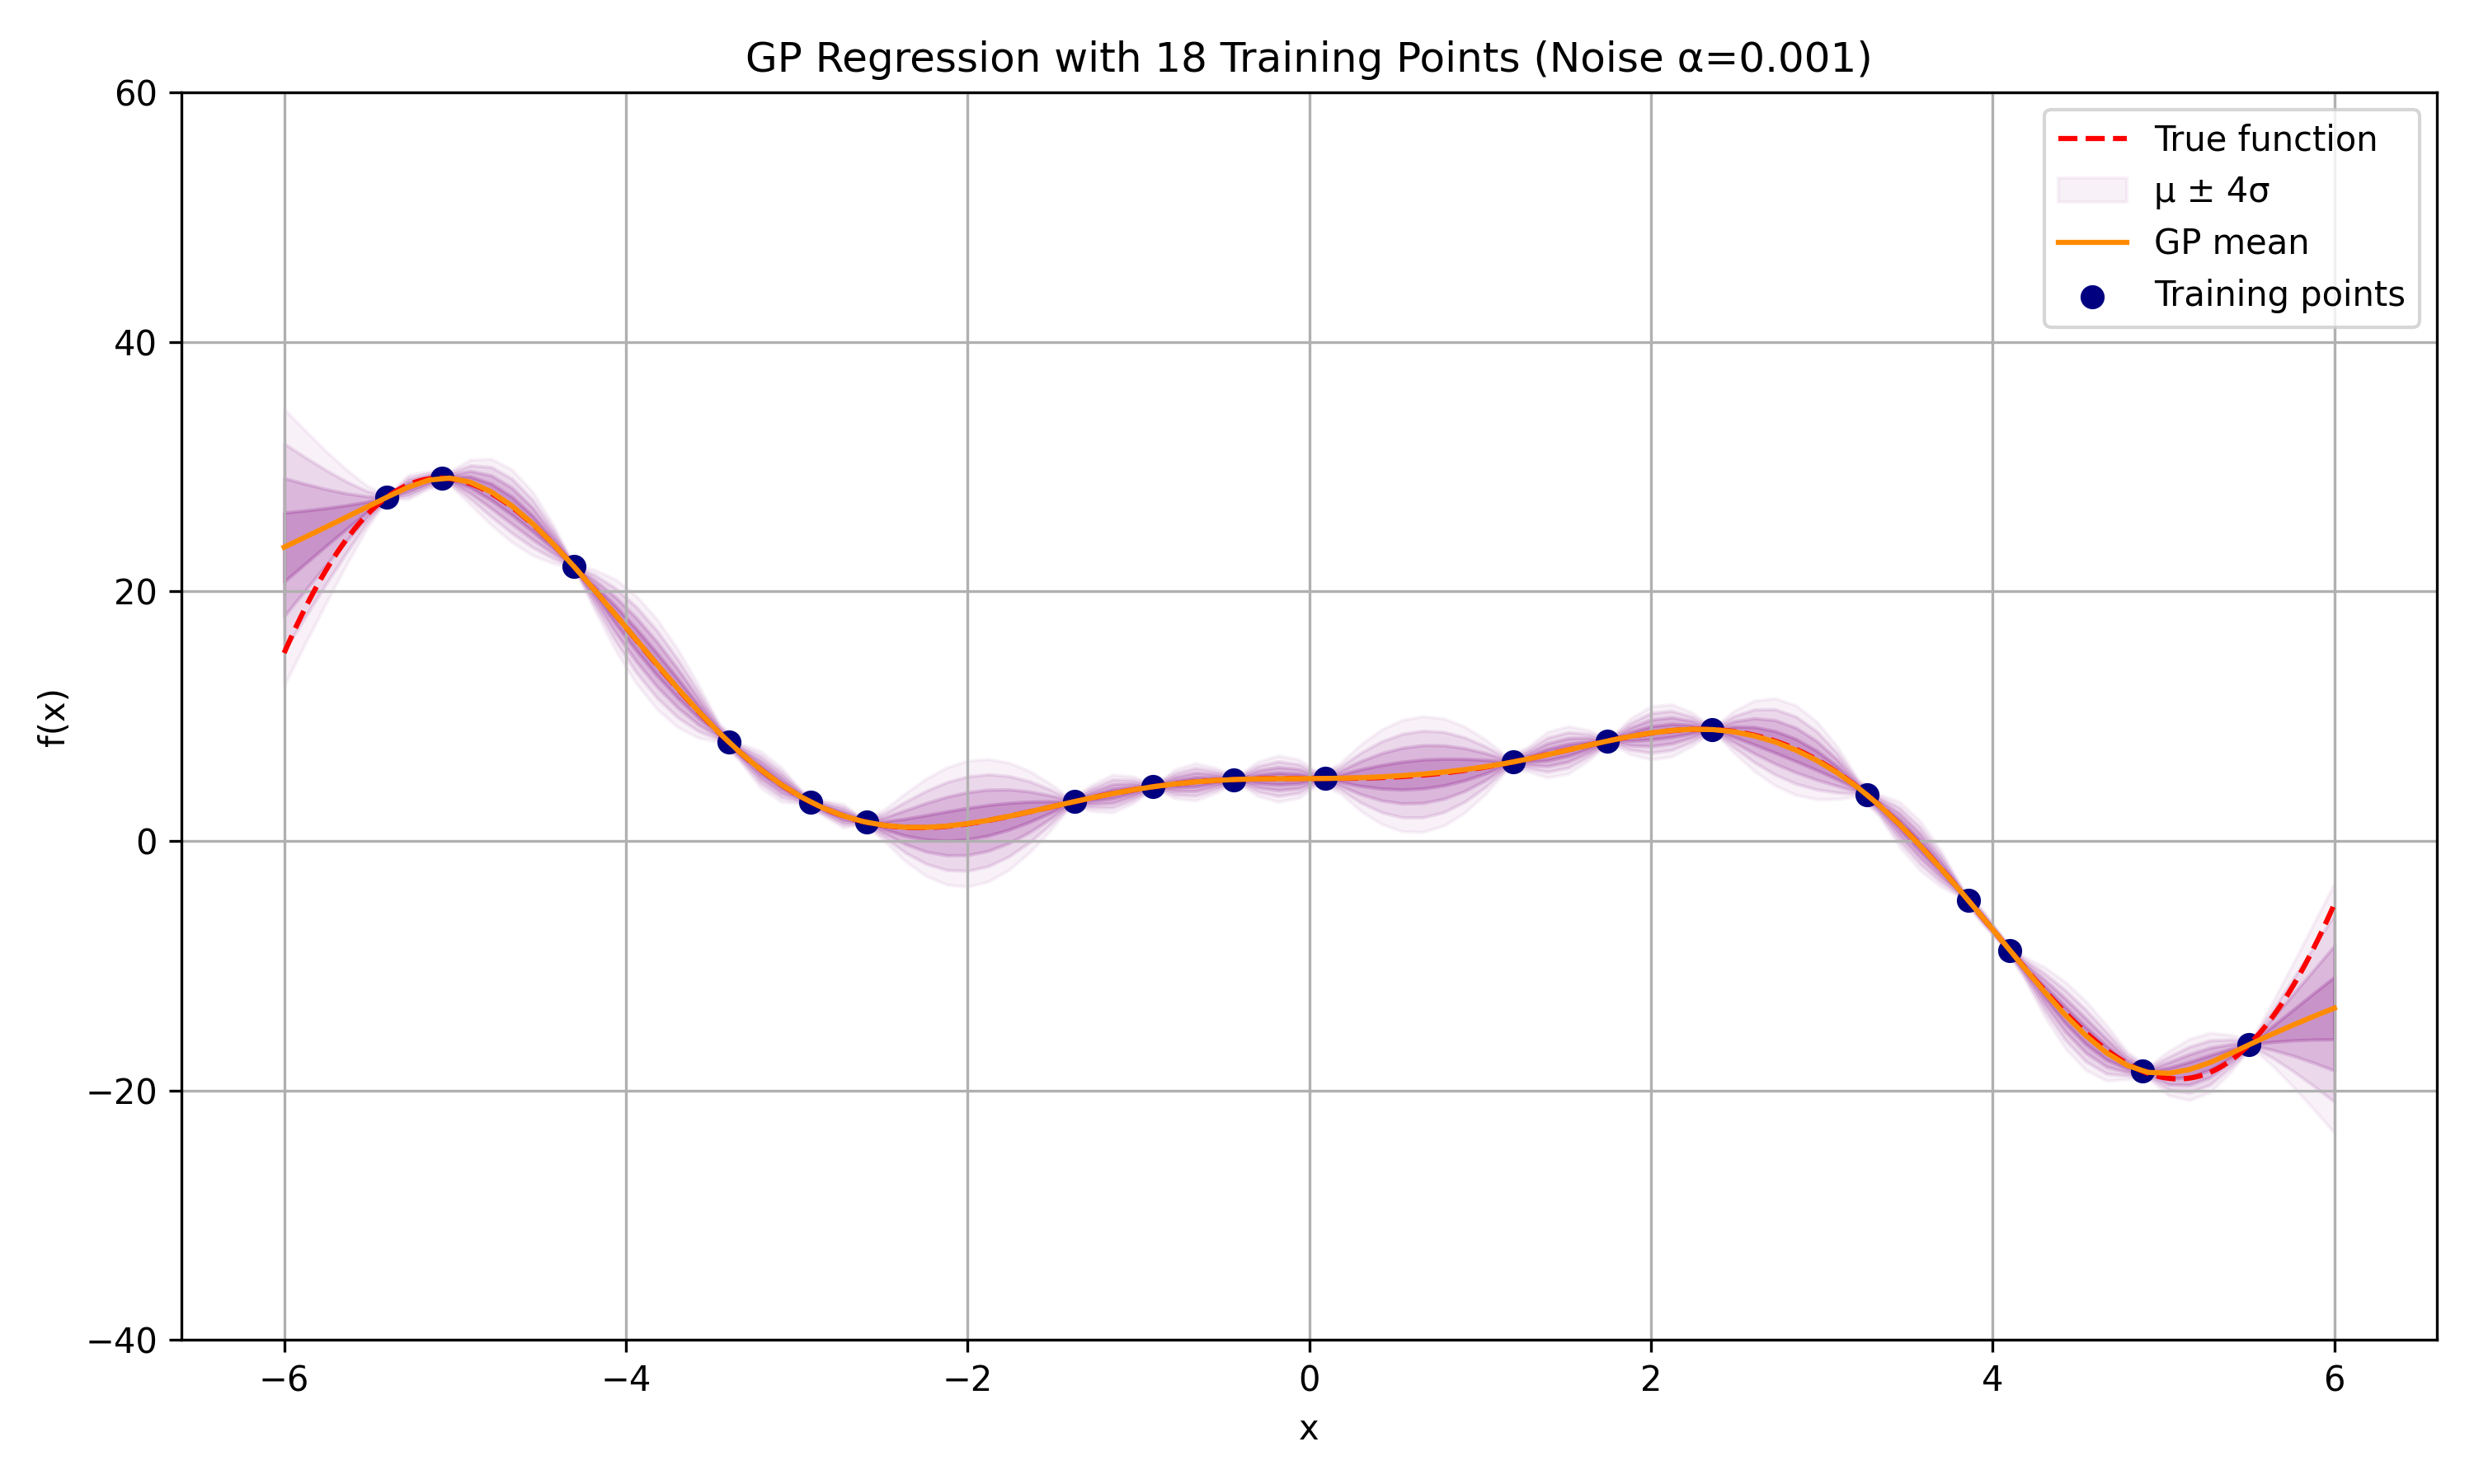 GP Regression with 18 Training Points (Noise α=0.001)
60
40
20
0
−20
−40
f(x)
True function
μ ± 4σ
GP mean
Training points
−6
−4
−2
0
2
4
6
x